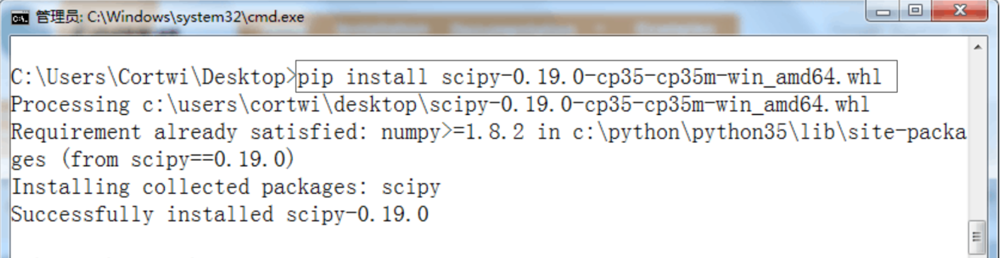 管理员: C:\Windows\system32\cmd.exe
C:\Users\Cortwi\Desktop>pip install scipy-0.19.0-cp35-cp35m-win_amd64.whl
Processing c:\users\cortwi\desktop\scipy-0.19.0-cp35-cp35m-win_amd64.whl
Requirement already satisfied: numpy>=1.8.2 in c:\python\python35\lib\site-packa
ges (from scipy==0.19.0)
Installing collected packages: scipy
Successfully installed scipy-0.19.0